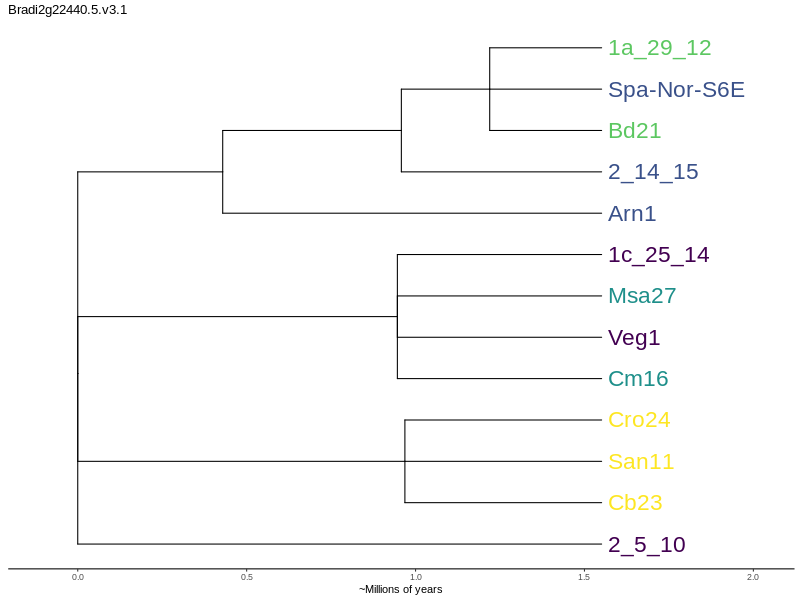 Bradi2g22440.5.v3.1
1a_29_12
Spa-Nor-S6E
Bd21
2_14_15
Arn1
1c_25_14
Msa27
Veg1
Cm16
Cro24
San11
Cb23
2_5_10
0.0 0.5 1.0 1.5 2.0
~Millions of years